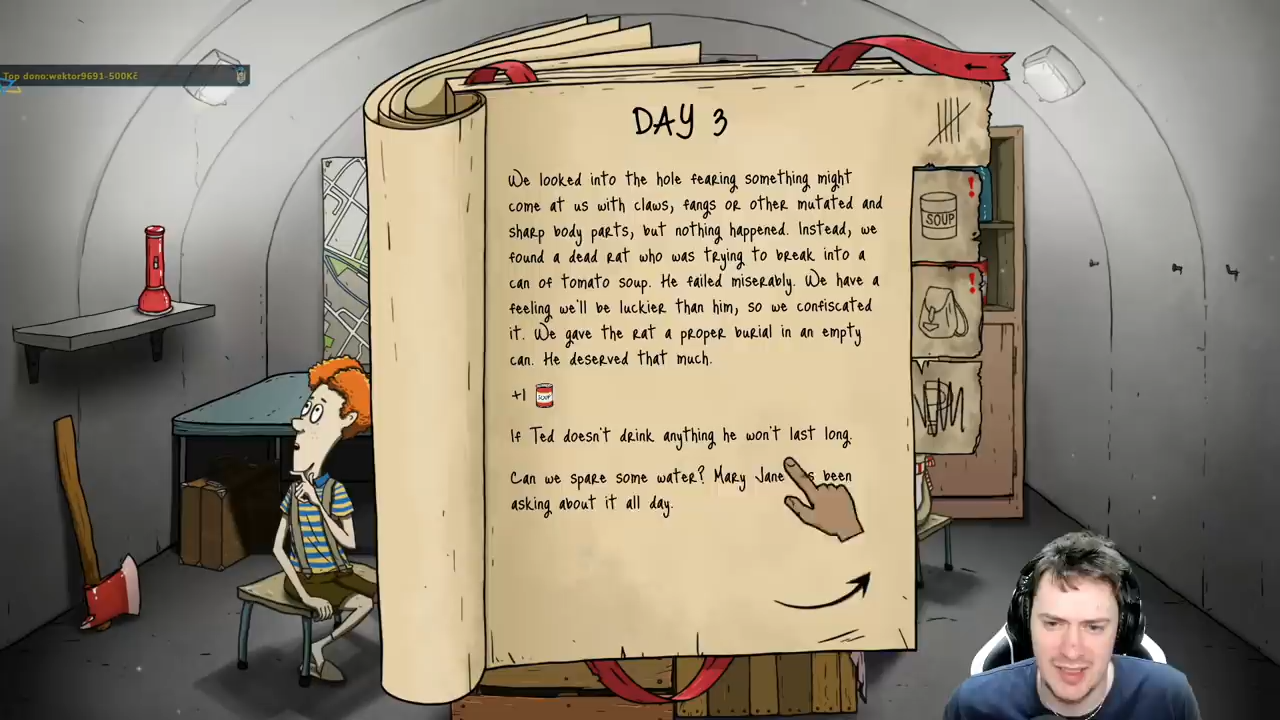 Top dono:wektor9691-500Kč
DAY 3
We looked into the hole fearing something might
come at us with claws, fangs or other mutated and
sharp body parts, but nothing happened. Instead, we
found a dead rat who was trying to break into a
can of tomato soup. He failed miserably. We have a
feeling we'll be luckier than him, so we confiscated
it. We gave the rat a proper burial in an empty
can. He deserved that much.
+1 SOUP
If Ted doesn't drink anything he won't last long.
Can we spare some water? Mary Jane been
asking about it all day.
SOUP
!
!